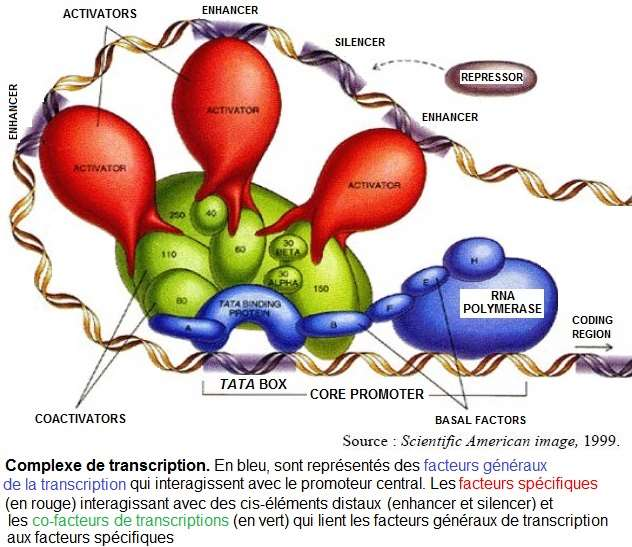 ACTIVATORS
ENHANCER
SILENCER
REPRESSOR
ENHANCER
ENHANCER
ACTIVATOR
ACTIVATOR
ACTIVATOR
250
40
110
60
30
BETA
30
ALPHA
150
80
TATA BINDING
PROTEIN
A
B
F
E
H
RNA
POLYMERASE
CODING
REGION
TATA BOX
CORE PROMOTER
COACTIVATORS
BASAL FACTORS
Source : Scientific American image, 1999.
Complexe de transcription. En bleu, sont représentés des facteurs généraux
de la transcription qui interagissent avec le promoteur central. Les facteurs spécifiques
(en rouge) interagissant avec des cis-éléments distaux (enhancer et silencer) et
les co-facteurs de transcriptions (en vert) qui lient les facteurs généraux de transcription
aux facteurs spécifiques